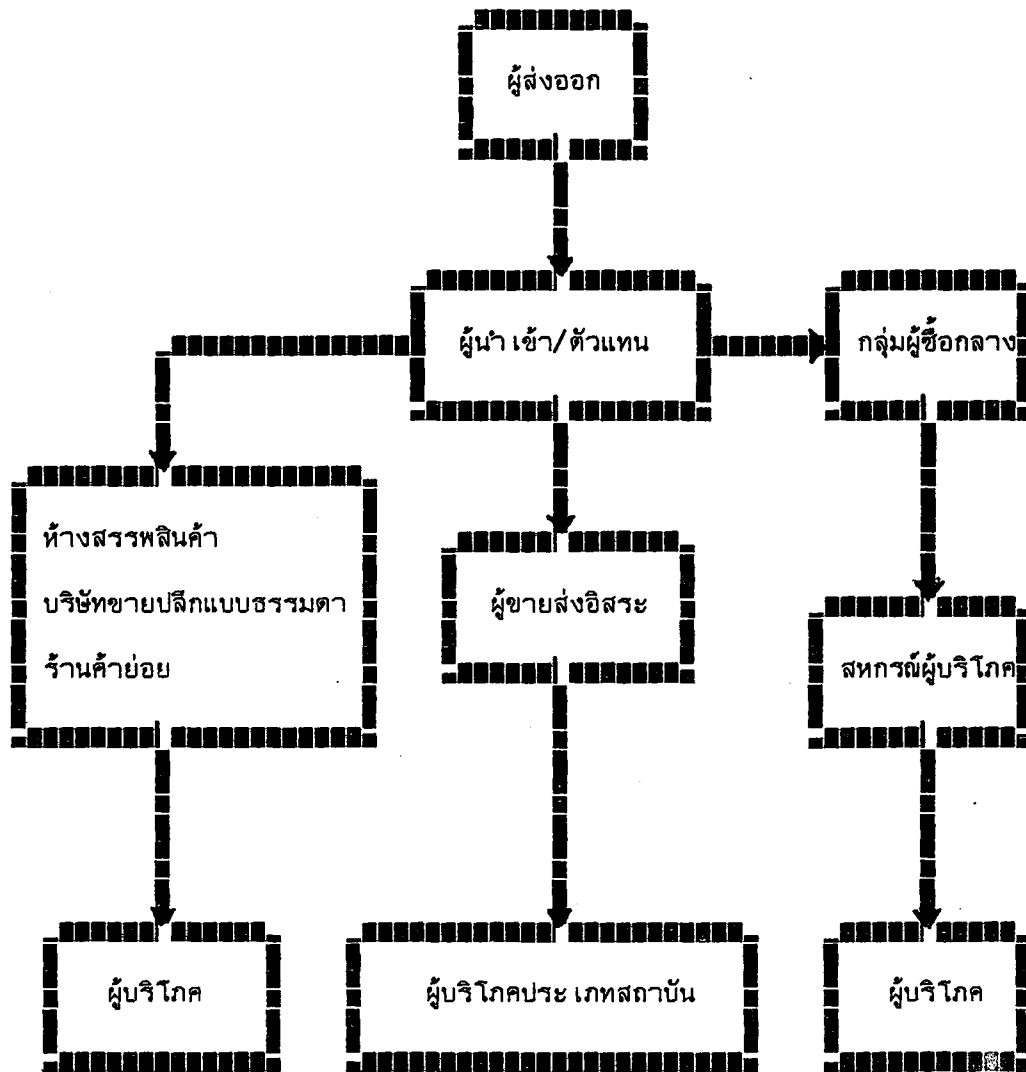 ผู้ส่งออก
ผู้นำเข้า/ตัวแทน
กลุ่มผู้ซื้อกลาง
ห้างสรรพสินค้า
บริษัทขายปลีกแบบธรรมดา
ร้านค้าย่อย
ผู้ขายส่งอิสระ
สหกรณ์ผู้บริโภค
ผู้บริโภค
ผู้บริโภคประเภทสถาบัน
ผู้บริโภค